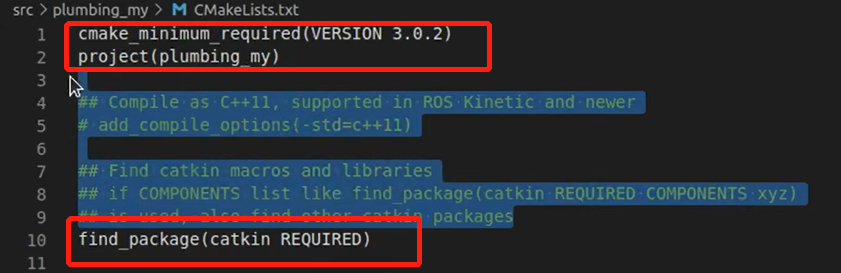 src > plumbing_my > M CMakeLists.txt
1 cmake_minimum_required(VERSION 3.0.2)
2 project(plumbing_my)
3
4 ## Compile as C++11, supported in ROS Kinetic and newer
5 # add_compile_options(-std=c++11)
6
7 ## Find catkin macros and libraries
8 ## if COMPONENTS list like find_package(catkin REQUIRED COMPONENTS xyz)
9 ## is used, also find other catkin packages
10 find_package(catkin REQUIRED)
11